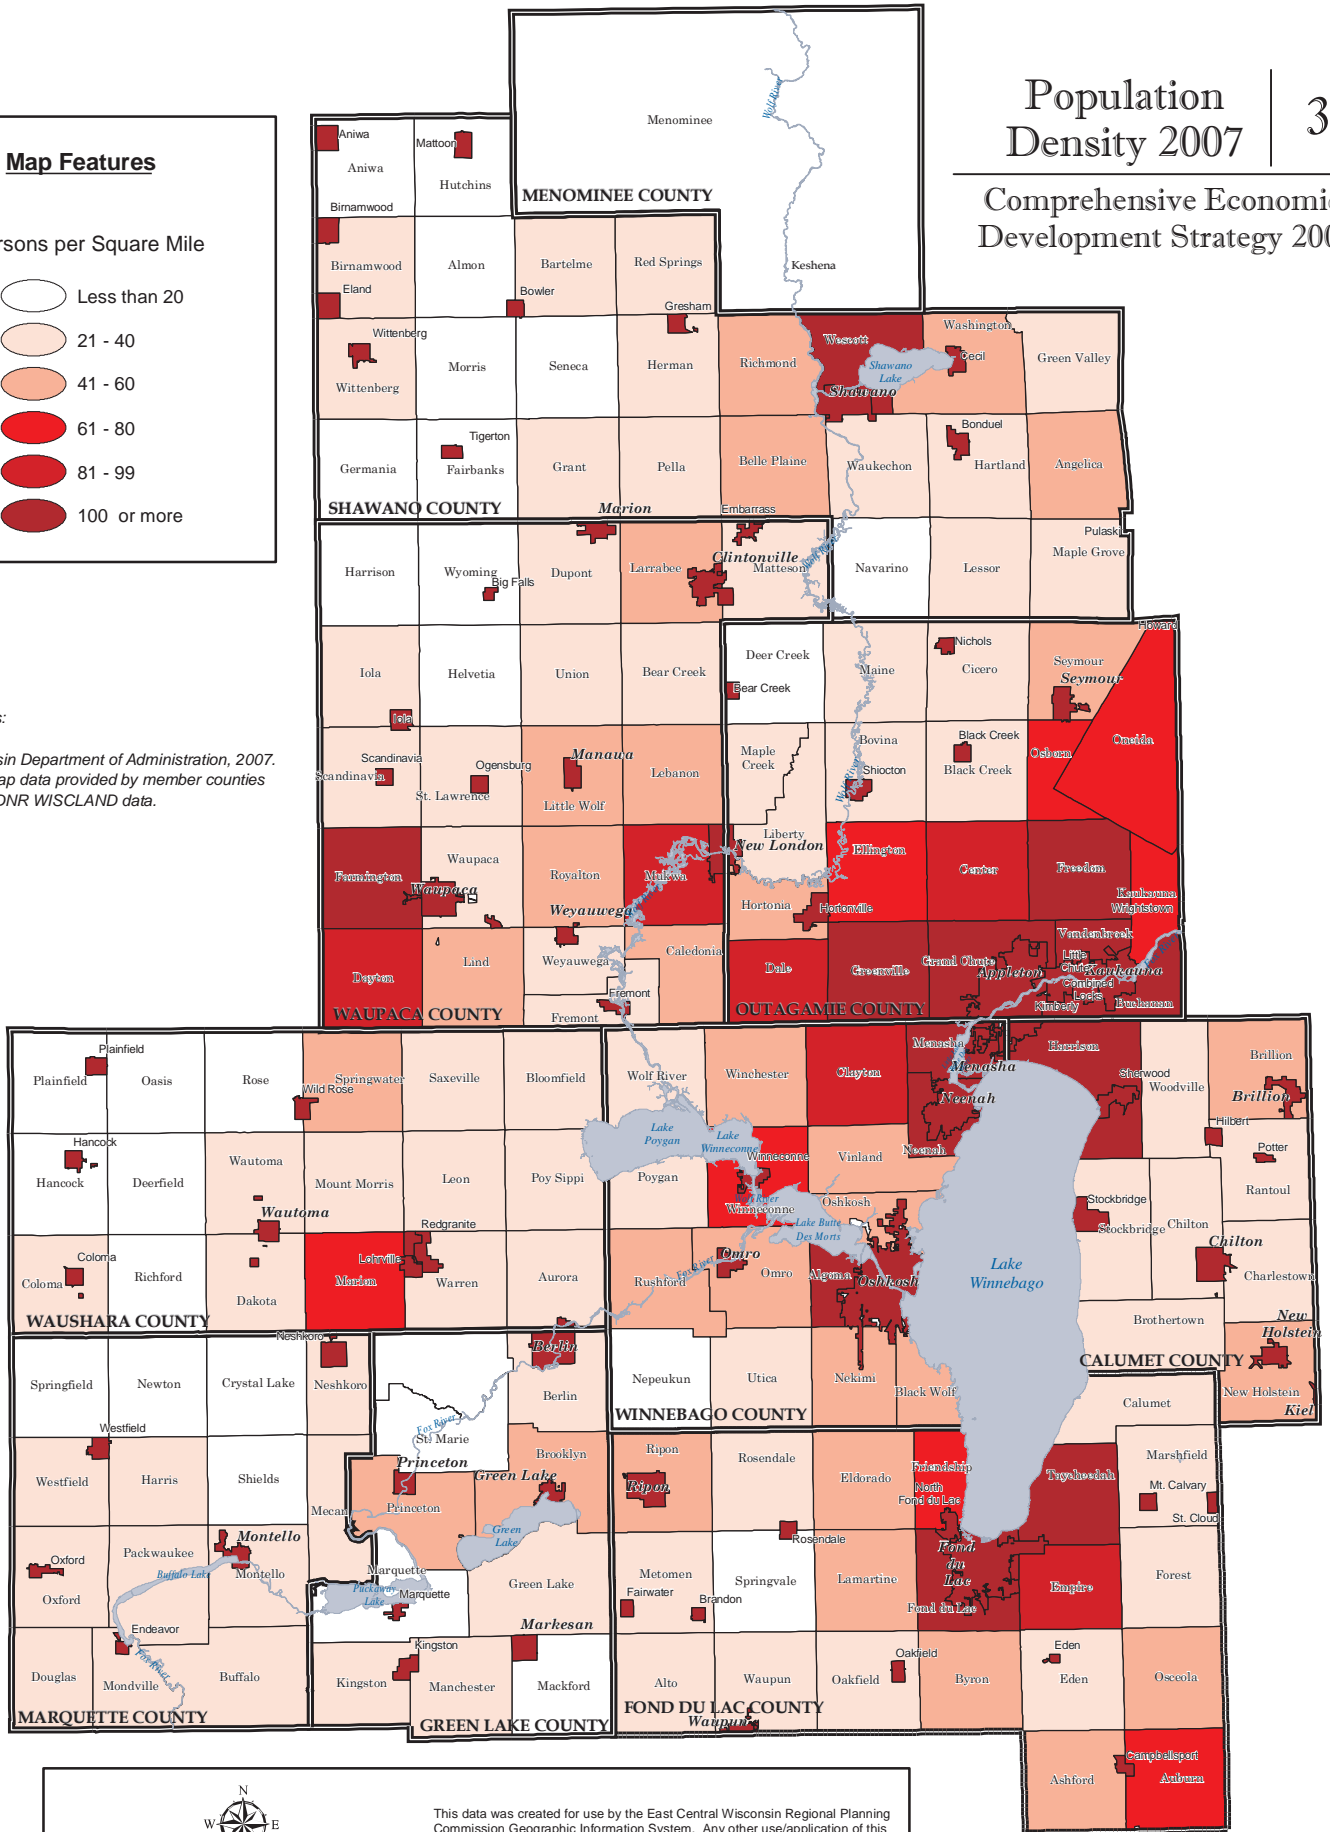 Population
Density 2007
3
Comprehensive Economi
Development Strategy 200
Map Features
rsons per Square Mile
Less than 20
21 - 40
41 - 60
61 - 80
81 - 99
100 or more
s:
sin Department of Administration, 2007.
ap data provided by member counties
DNR WISCLAND data.
Menominee
Wolf River
MENOMINEE COUNTY
Keshena
Aniwa
Mattoon
Aniwa
Hutchins
Birnamwood
Birnamwood
Almon
Bartelme
Red Springs
Eland
Bowler
Gresham
Wittenberg
Morris
Seneca
Herman
Richmond
Wescott
Washington
Cecil
Green Valley
Shawano
Lake
Shawano
Wittenberg
Tigerton
Bonduel
Germania
Fairbanks
Grant
Pella
Belle Plaine
Waukechon
Hartland
Angelica
SHAWANO COUNTY
Marion
Embarrass
Pulaski
Maple Grove
Harrison
Wyoming
Big Falls
Dupont
Larrabee
Clintonville
Matteson
Navarino
Lessor
Howard
Iola
Helvetia
Union
Bear Creek
Deer Creek
Maine
Nichols
Cicero
Seymour
Seymour
Bear Creek
Iola
Scandinavia
Scandinavia
Ogensburg
St. Lawrence
Manawa
Little Wolf
Lebanon
Maple
Creek
Bovina
Shiocton
Wolf River
Black Creek
Black Creek
Osborn
Oneida
Liberty
New London
Farmington
Waupaca
Waupaca
Royalton
Mukwa
Ellington
Center
Freedom
Kaukauna
Wrightstown
Weyauwega
Hortonia
Hortonville
Dayton
Lind
Weyauwega
Caledonia
Dale
Greenville
Grand Chute
Appleton
Vandenbroek
Little
Chute
Kaukauna
Combined
Locks
Kimberly
Buchanan
Fremont
Fremont
WAUPACA COUNTY
OUTAGAMIE COUNTY
Plainfield
Plainfield
Oasis
Rose
Springwater
Wild Rose
Saxeville
Bloomfield
Wolf River
Winchester
Clayton
Menasha
Menasha
Neenah
Neenah
Harrison
Sherwood
Woodville
Brillion
Brillion
Hilbert
Potter
Rantoul
Hancock
Hancock
Deerfield
Wautoma
Wautoma
Mount Morris
Leon
Poy Sippi
Lake
Poygan
Lake
Winneconne
Poygan
Winneconne
Fox River
Winneconne
Vinland
Oshkosh
Lake Butte
Des Morts
Stockbridge
Stockbridge
Chilton
Chilton
Charlestown
Redgranite
Lohrville
Coloma
Coloma
Richford
Dakota
Marion
Warren
Aurora
Rushford
Fox River
Omro
Omro
Algoma
Oshkosh
Lake
Winnebago
WAUSHARA COUNTY
Brothertown
New
Holstein
CALUMET COUNTY
Neshkoro
Neshkoro
Springfield
Newton
Crystal Lake
Berlin
Berlin
Nepeukun
Utica
Nekimi
Black Wolf
WINNEBAGO COUNTY
New Holstein
Kiel
Calumet
Westfield
Westfield
Harris
Shields
Mecan
Fox River
St. Marie
Princeton
Princeton
Green Lake
Brooklyn
Green
Lake
Ripon
Ripon
Rosendale
Rosendale
Eldorado
Friendship
North
Fond du Lac
Taycheedah
Marshfield
Mt. Calvary
St. Cloud
Oxford
Oxford
Packwaukee
Buffalo Lake
Montello
Montello
Marquette
Puckaway
Lake
Marquette
Green Lake
Metomen
Fairwater
Brandon
Springvale
Lamartine
Fond
du
Lac
Fond du Lac
Empire
Forest
Endeavor
Fox River
Douglas
Mondville
Buffalo
Kingston
Kingston
Manchester
Markesan
Mackford
Alto
Waupun
Oakfield
Oakfield
Byron
Eden
Eden
Osceola
MARQUETTE COUNTY
GREEN LAKE COUNTY
FOND DU LAC COUNTY
Waupun
Ashford
Campbellsport
Auburn
N
W
E
This data was created for use by the East Central Wisconsin Regional Planning
Commission Geographic Information System. Any other use/application of this